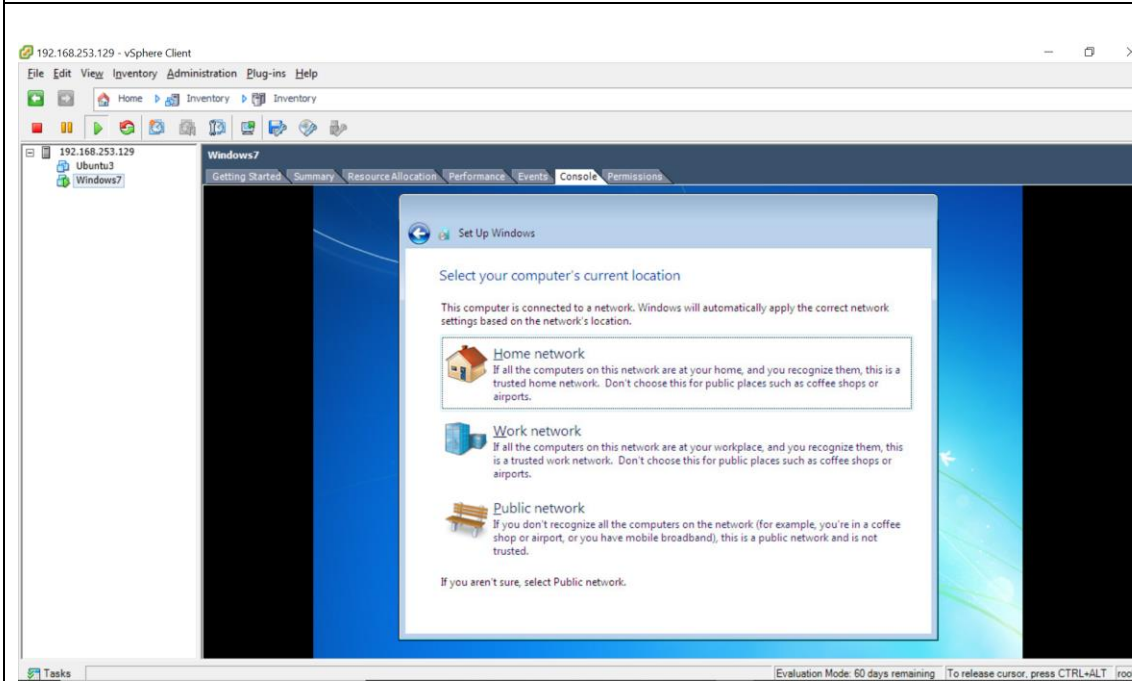 192.168.253.129 - vSphere Client
File Edit View Inventory Administration Plug-ins Help
Home Inventory Inventory
192.168.253.129
Ubuntu3
Windows7
Windows7
Getting Started Summary Resource Allocation Performance Events Console Permissions
Set Up Windows
Select your computer's current location
This computer is connected to a network. Windows will automatically apply the correct network
settings based on the network's location.
Home network
If all the computers on this network are at your home, and you recognize them, this is a
trusted home network. Don't choose this for public places such as coffee shops or
airports.
Work network
If all the computers on this network are at your workplace, and you recognize them, this
is a trusted work network. Don't choose this for public places such as coffee shops or
airports.
Public network
If you don't recognize all the computers on the network (for example, you're in a coffee
shop or airport, or you have mobile broadband), this is a public network and is not
trusted.
If you aren't sure, select Public network.
Tasks
Evaluation Mode: 60 days remaining To release cursor, press CTRL+ALT roo